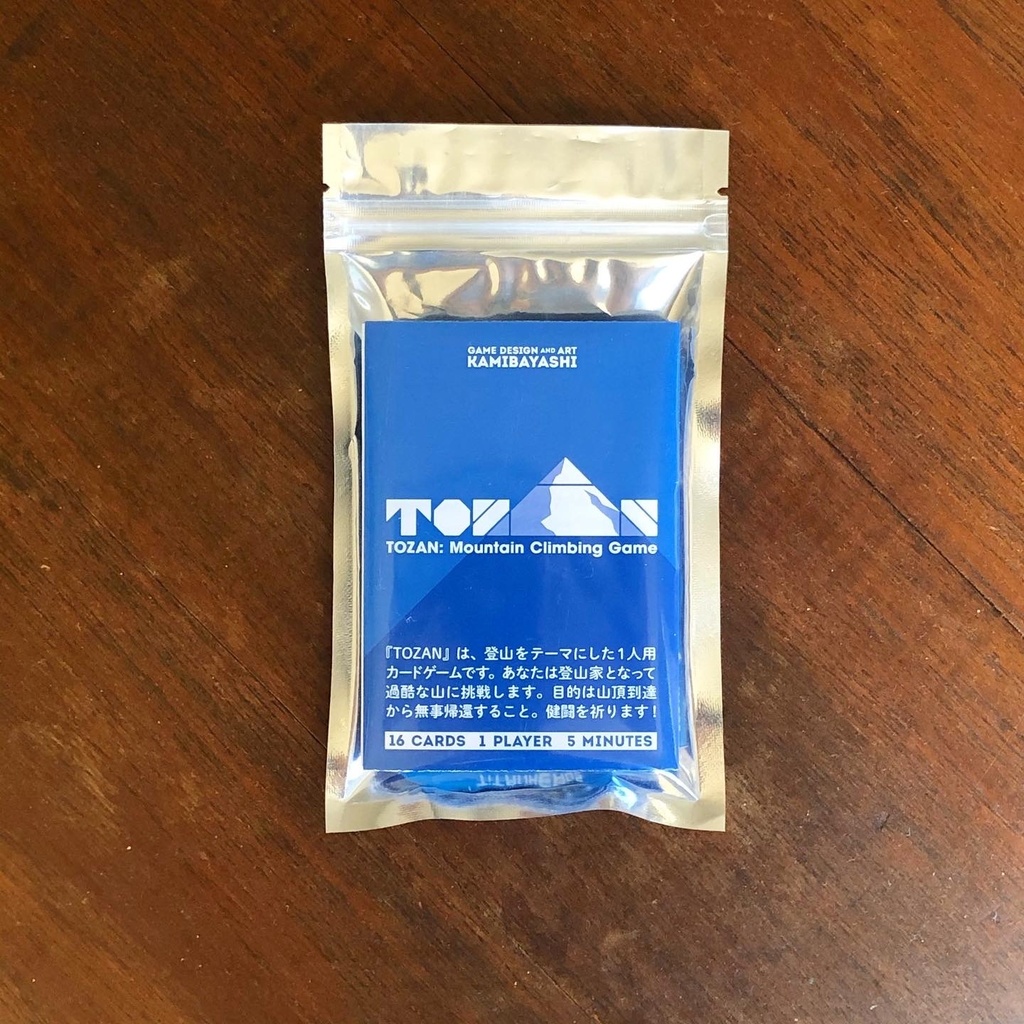 GAME DESIGN AND ART
KAMIBAYASHI
TOZAN
TOZAN: Mountain Climbing Game
『TOZAN』は、登山をテーマにした1人用
カードゲームです。あなたは登山家となって
過酷な山に挑戦します。目的は山頂到達
から無事帰還すること。健闘を祈ります!
16 CARDS 1 PLAYER 5 MINUTES